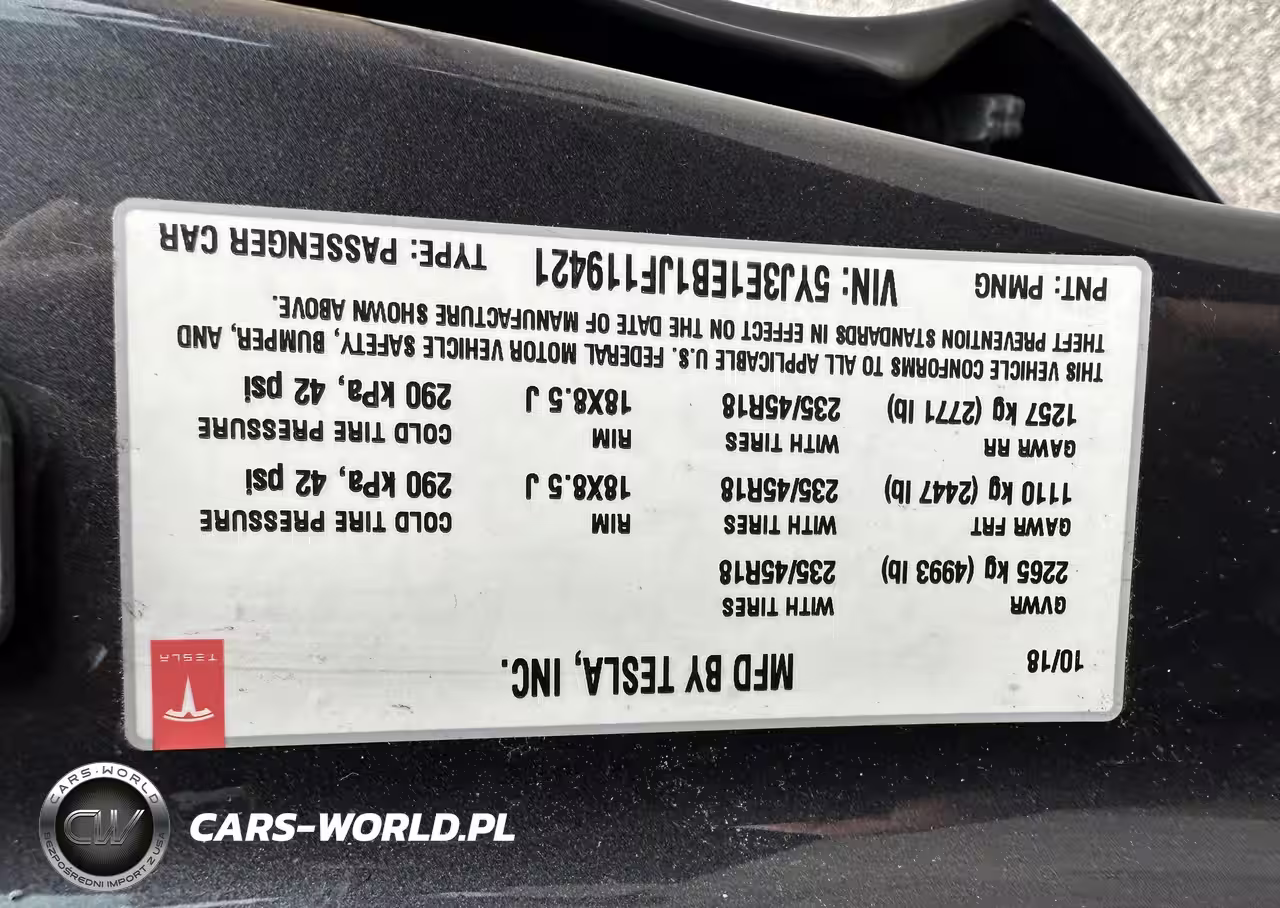 10/18 MFD BY TESLA, INC. TESLA
GVWR WITH TIRES
2265 kg (4993 lb) 235/45R18
GAWR FRT WITH TIRES RIM COLD TIRE PRESSURE
1110 kg (2447 lb) 235/45R18 18X8.5 J 290 kPa, 42 psi
GAWR RR WITH TIRES RIM COLD TIRE PRESSURE
1257 kg (2771 lb) 235/45R18 18X8.5 J 290 kPa, 42 psi
THIS VEHICLE CONFORMS TO ALL APPLICABLE U.S. FEDERAL MOTOR VEHICLE SAFETY, BUMPER, AND
THEFT PREVENTION STANDARDS IN EFFECT ON THE DATE OF MANUFACTURE SHOWN ABOVE.
PNT: PMNG VIN: 5YJ3E1EB1JF119421 TYPE: PASSENGER CAR
CARS-WORLD
CW
BEZPOŚREDNI IMPORT Z USA
CARS-WORLD.PL